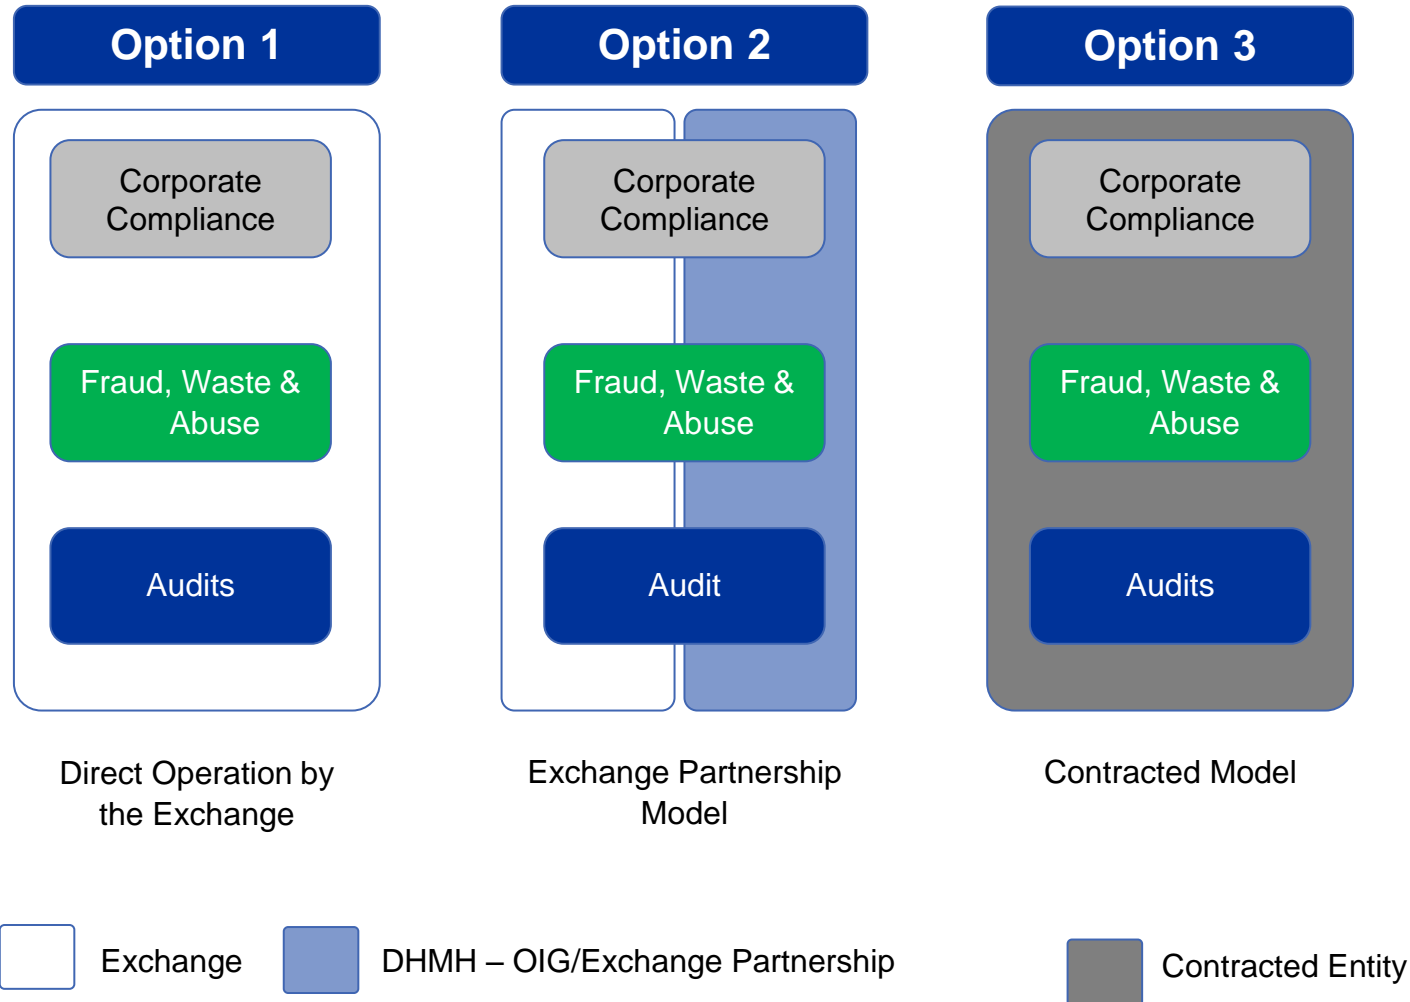 Option 1
Option 2
Option 3
Corporate
Compliance
Corporate
Compliance
Corporate
Compliance
Fraud, Waste &
Abuse
Fraud, Waste &
Abuse
Fraud, Waste &
Abuse
Audits
Audit
Audits
Direct Operation by
the Exchange
Exchange Partnership
Model
Contracted Model
Exchange
DHMH – OIG/Exchange Partnership
Contracted Entity